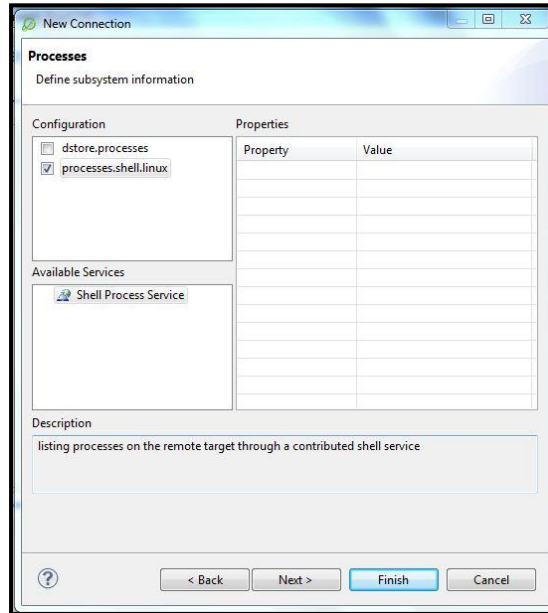 New Connection
Processes
Define subsystem information
Configuration
dstore.processes
processes.shell.linux
Available Services
Shell Process Service
Properties
Property Value
Description
listing processes on the remote target through a contributed shell service
? < Back Next > Finish Cancel